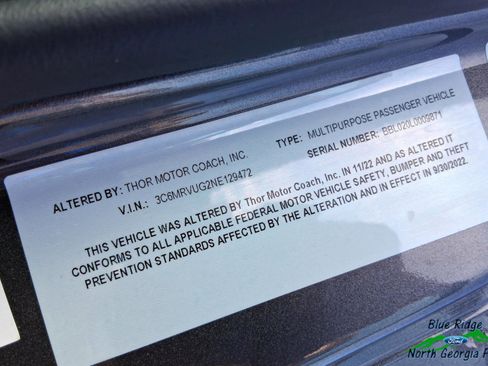 ALTERED BY: THOR MOTOR COACH, INC.
TYPE: MULTIPURPOSE PASSENGER VEHICLE
V.I.N.: 3C6MRVUG2NE129472
SERIAL NUMBER: BBL020L0009871
THIS VEHICLE WAS ALTERED BY Thor Motor Coach, Inc. IN 11/22 AND AS ALTERED IT
CONFORMS TO ALL APPLICABLE FEDERAL MOTOR VEHICLE SAFETY, BUMPER AND THEFT
PREVENTION STANDARDS AFFECTED BY THE ALTERATION AND IN EFFECT IN 9/30/2022.
Blue Ridge
Ford
North Georgia F